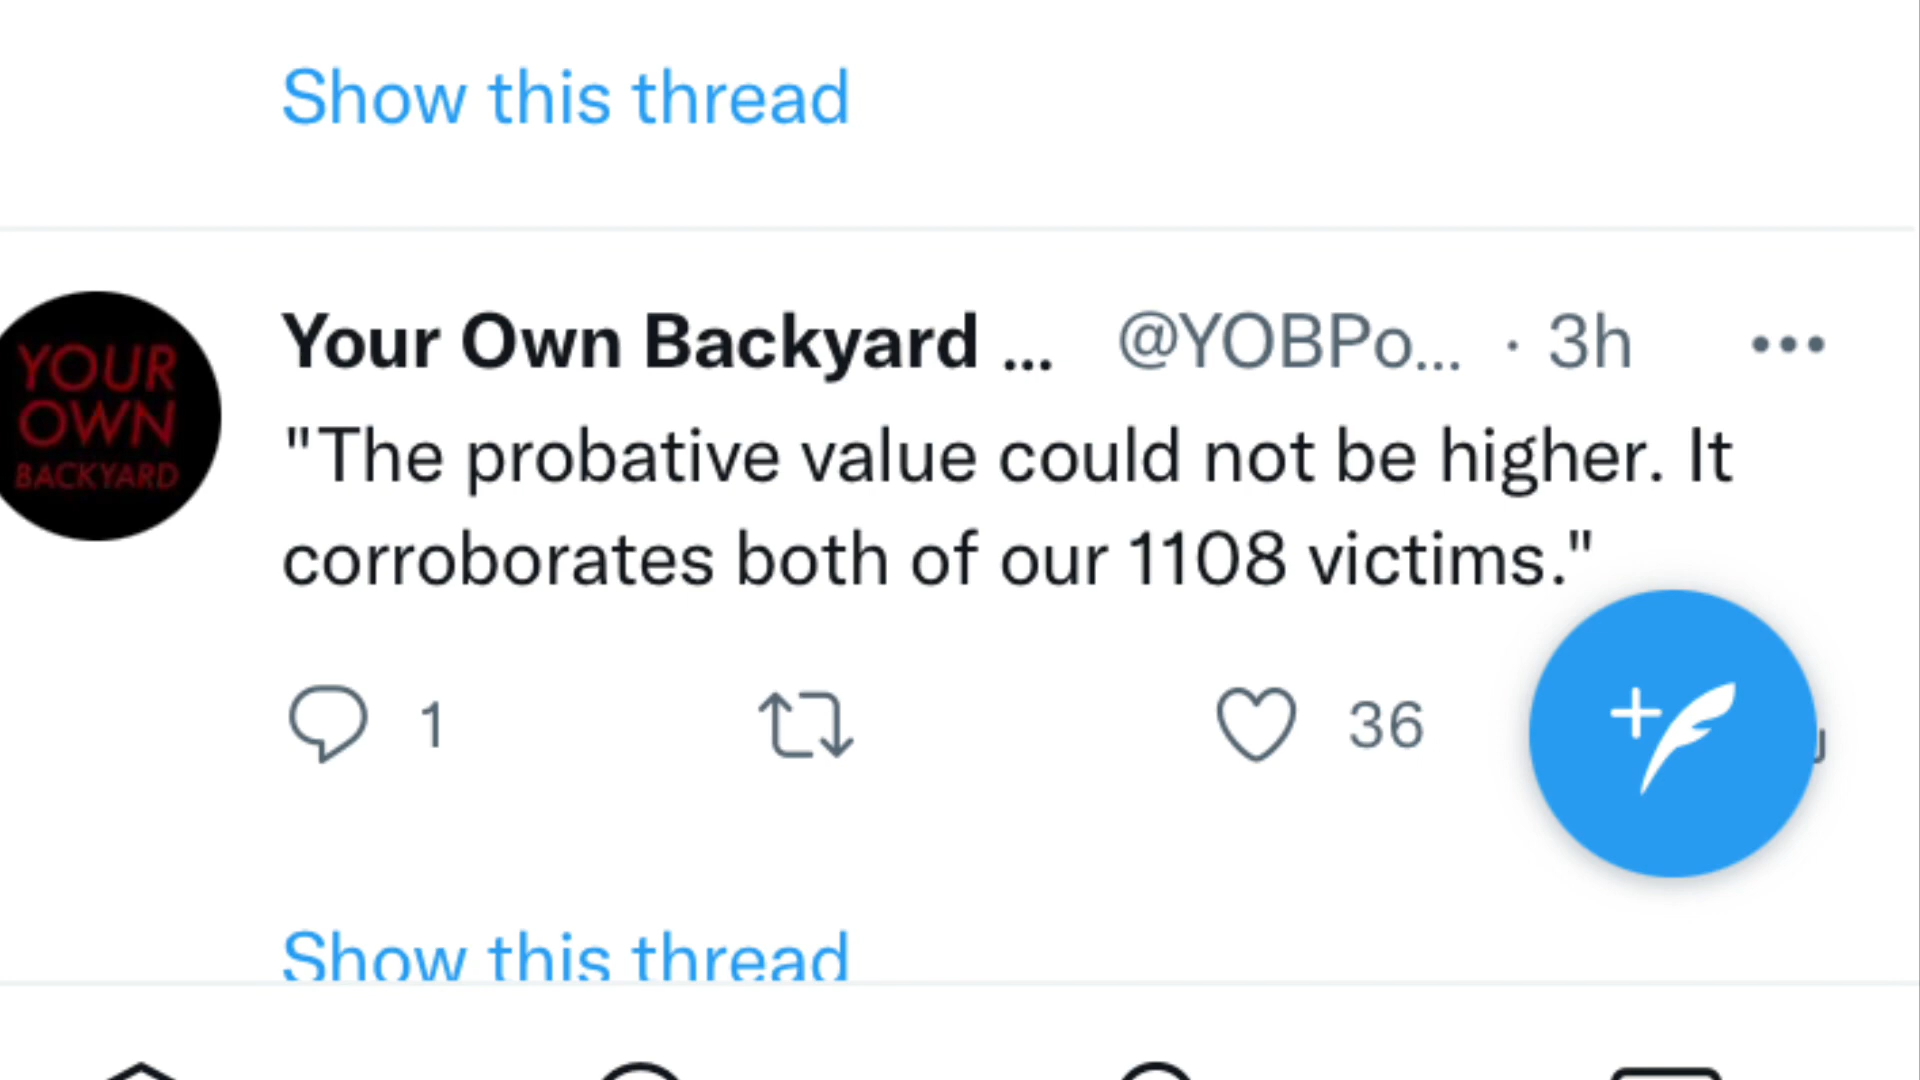 Show this thread
YOUR
OWN
BACKYARD
Your Own Backyard ... @YOBPo... · 3h
"The probative value could not be higher. It
corroborates both of our 1108 victims."
1 36
Show this thread